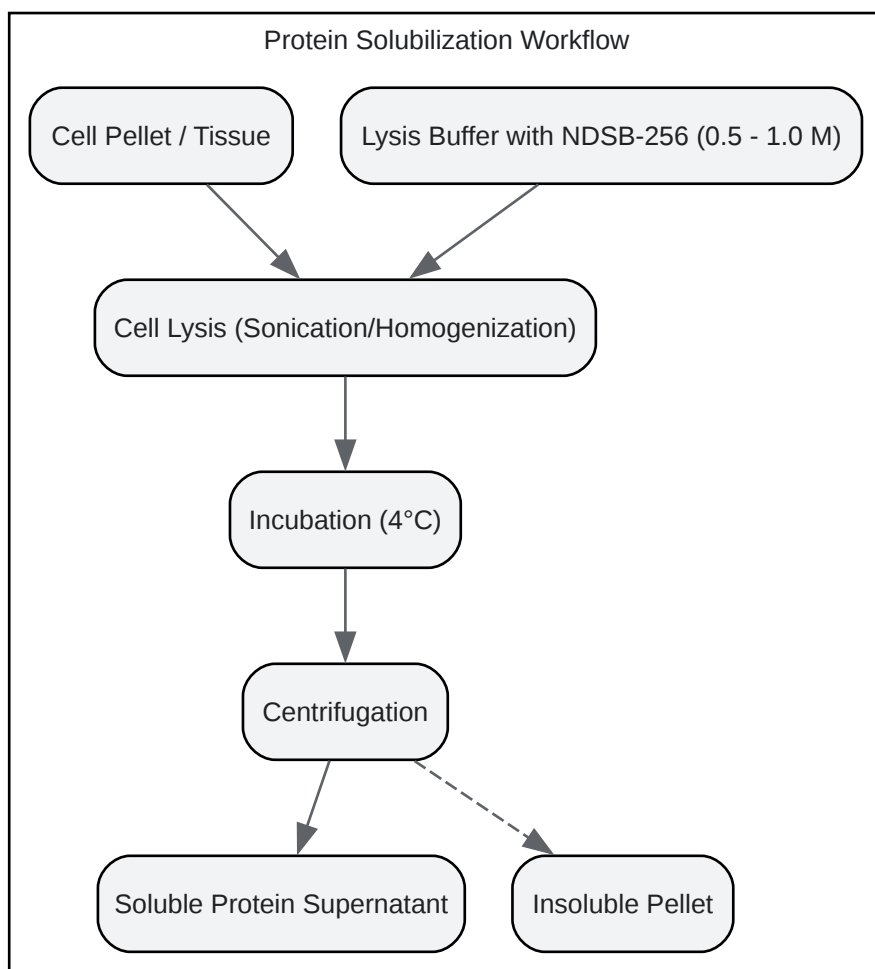 Protein Solubilization Workflow
Cell Pellet / Tissue
Lysis Buffer with NDSB-256 (0.5 - 1.0 M)
Cell Lysis (Sonication/Homogenization)
Incubation (4°C)
Centrifugation
Soluble Protein Supernatant
Insoluble Pellet